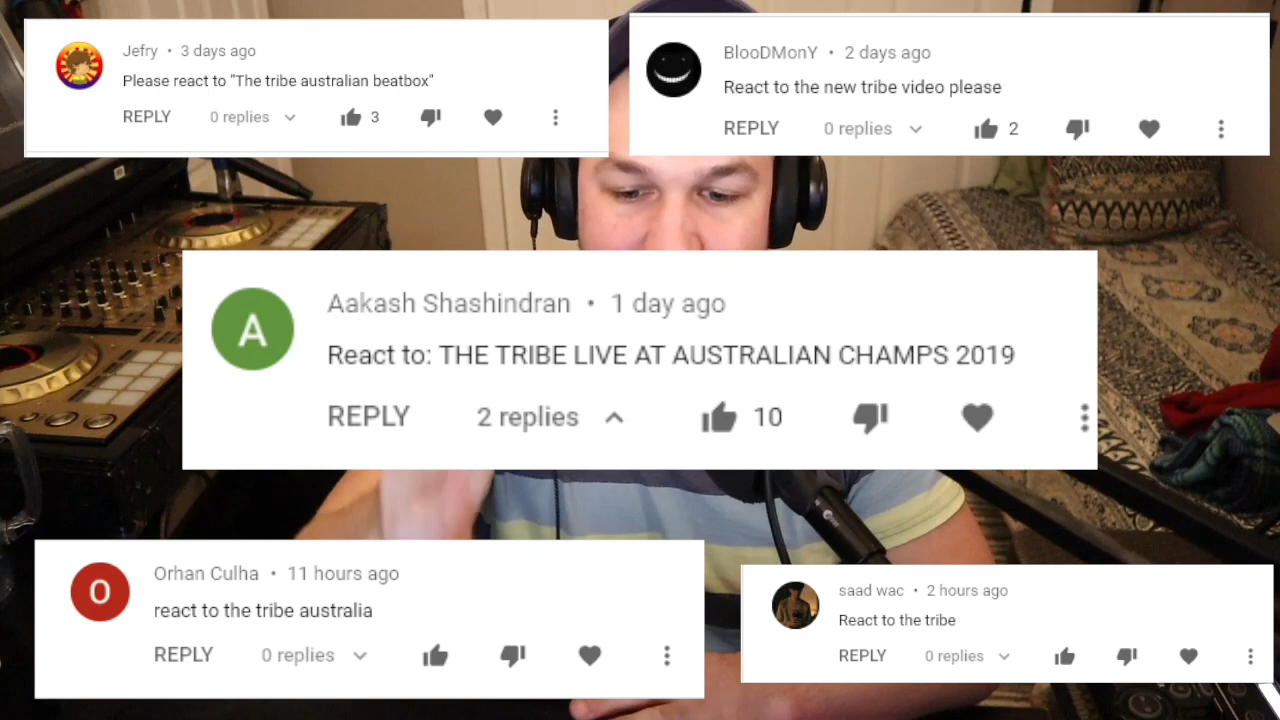 Jefry • 3 days ago
Please react to "The tribe australian beatbox"
REPLY 0 replies 3
BlooDMonY • 2 days ago
React to the new tribe video please
REPLY 0 replies 2
A
Aakash Shashindran • 1 day ago
React to: THE TRIBE LIVE AT AUSTRALIAN CHAMPS 2019
REPLY 2 replies 10
O
Orhan Culha • 11 hours ago
react to the tribe australia
REPLY 0 replies
saad wac • 2 hours ago
React to the tribe
REPLY 0 replies